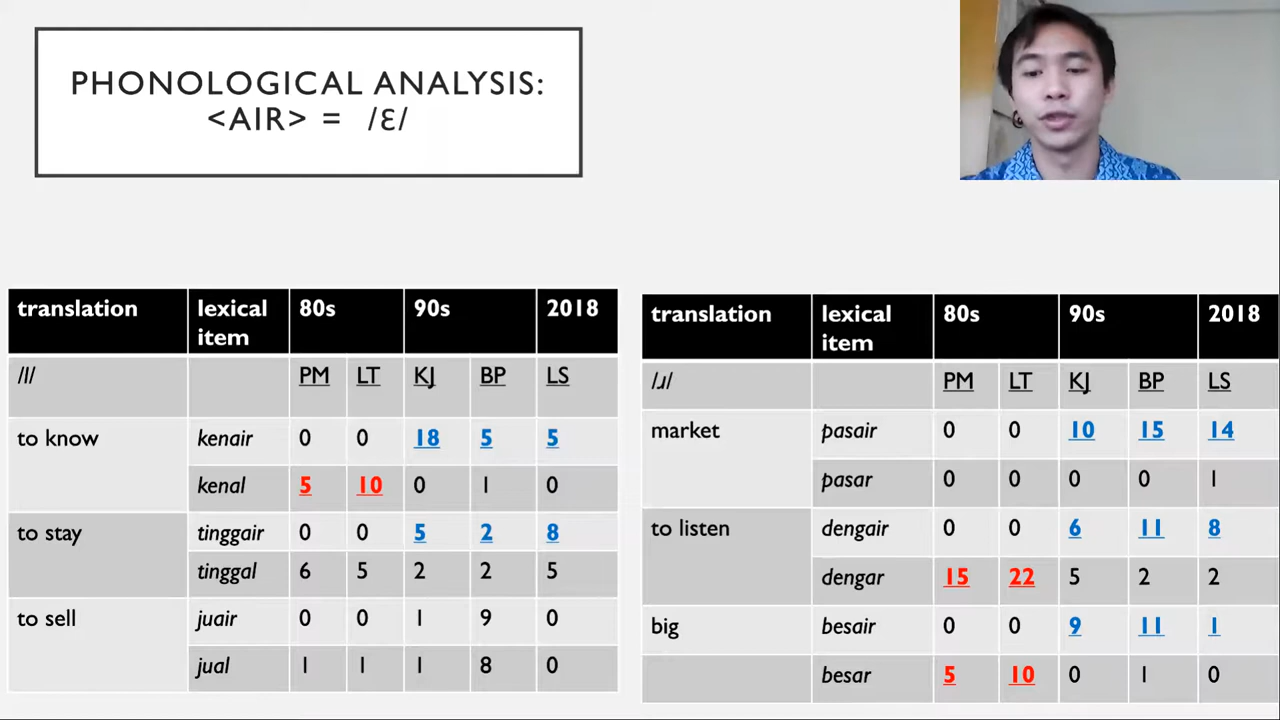 PHONOLOGICAL ANALYSIS:
<AIR> = /Ɛ/
translation lexical item 80s 90s 2018
/l/ PM LT KJ BP LS
to know kenair 0 0 18 5 5
kenal 5 10 0 1 0
to stay tinggair 0 0 5 2 8
tinggal 6 5 2 2 5
to sell juair 0 0 1 9 0
jual 1 1 1 8 0
translation lexical item 80s 90s 2018
/ɹ/ PM LT KJ BP LS
market pasair 0 0 10 15 14
pasar 0 0 0 0 1
to listen dengair 0 0 6 11 8
dengar 15 22 5 2 2
big besair 0 0 9 11 1
besar 5 10 0 1 0